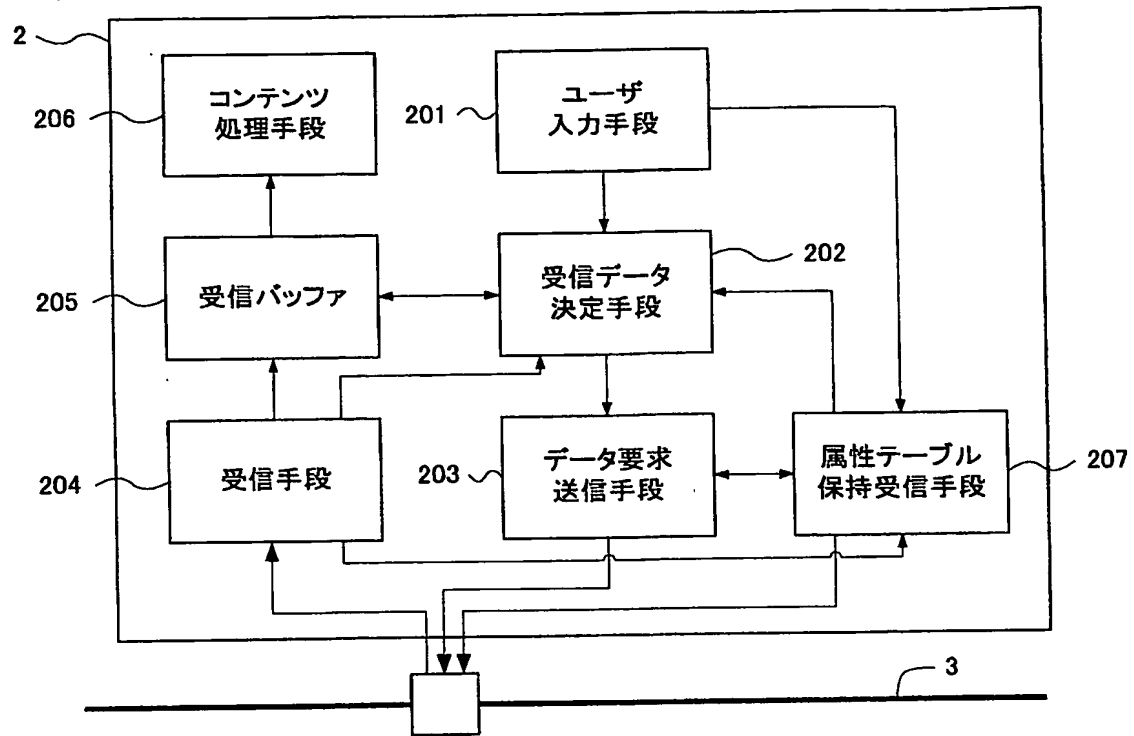 2
コンテンツ
処理手段
206
ユーザ
入力手段
201
受信バッファ
205
受信データ
決定手段
202
受信手段
204
データ要求
送信手段
203
属性テーブル
保持受信手段
207
3